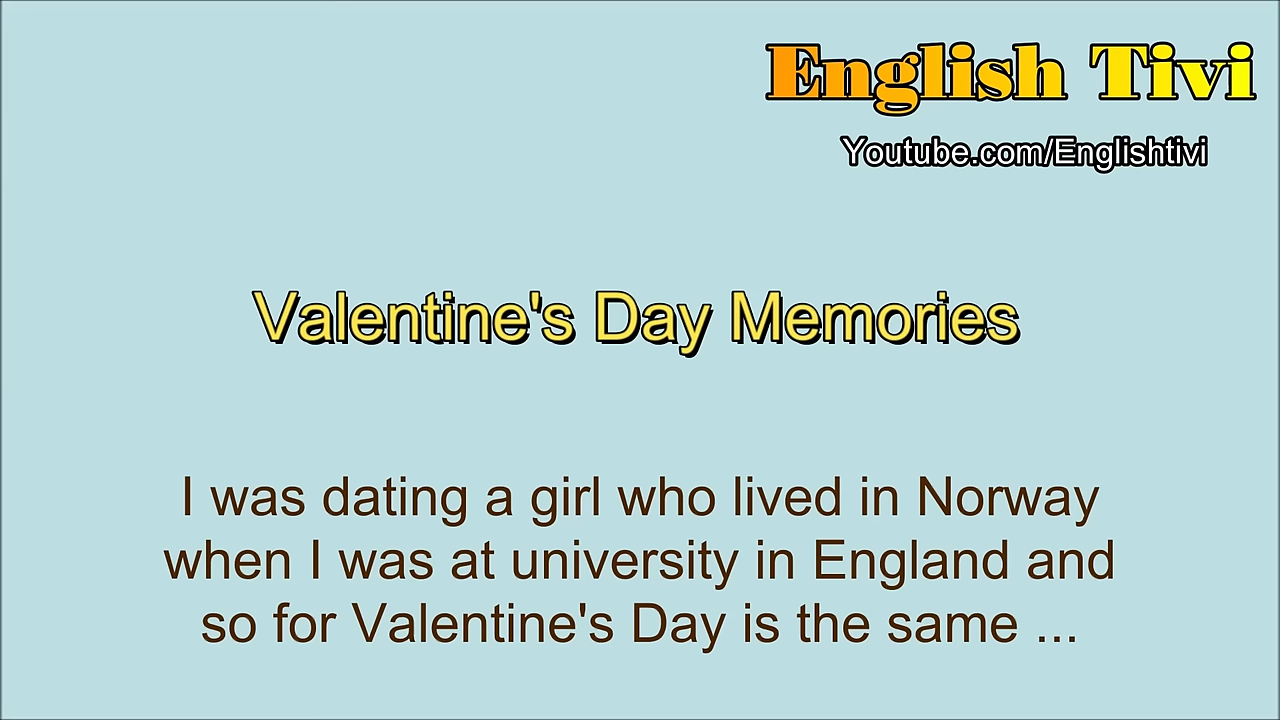 English Tivi
Youtube.com/Englishtivi
Valentine's Day Memories
I was dating a girl who lived in Norway
when I was at university in England and
so for Valentine's Day is the same ...